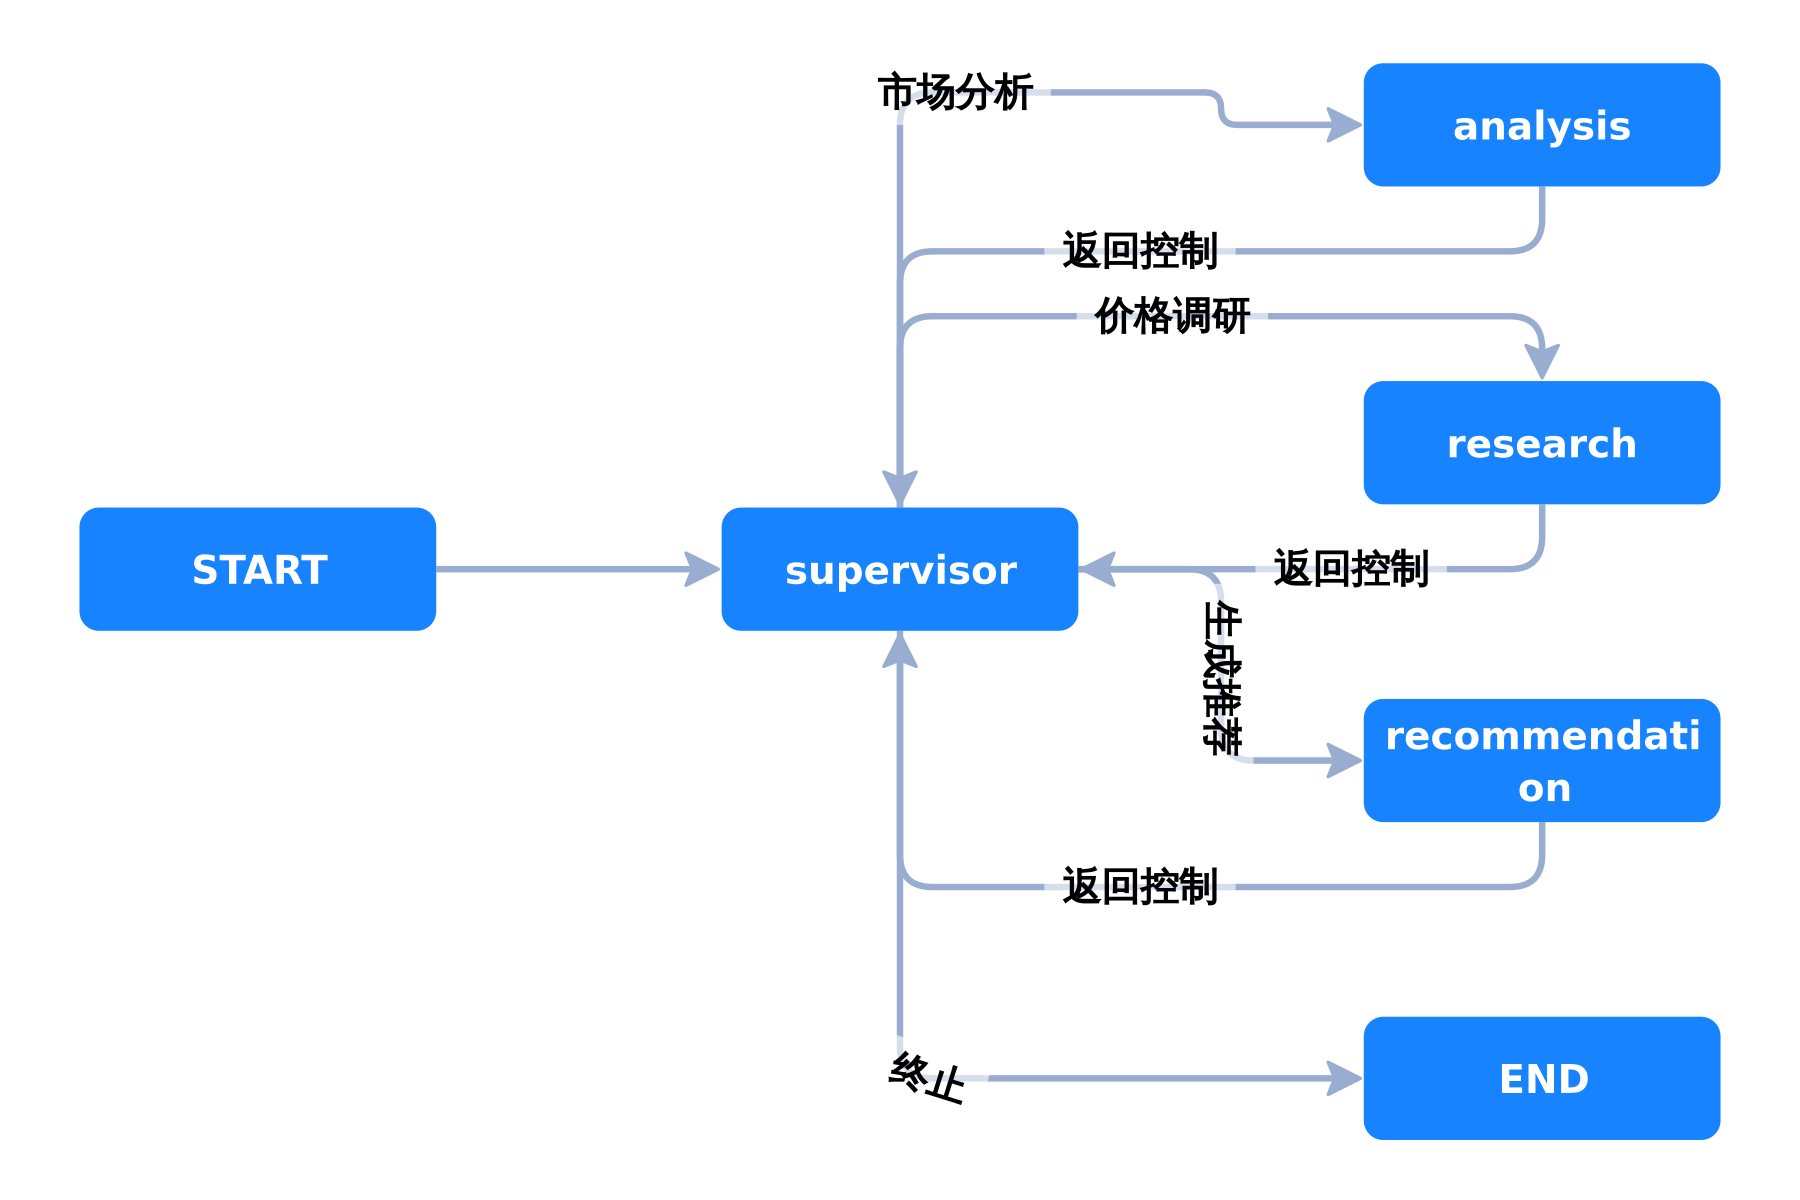 市场分析
analysis
返回控制
价格调研
research
START
supervisor
返回控制
生成推荐
recommendati
on
返回控制
终止
END